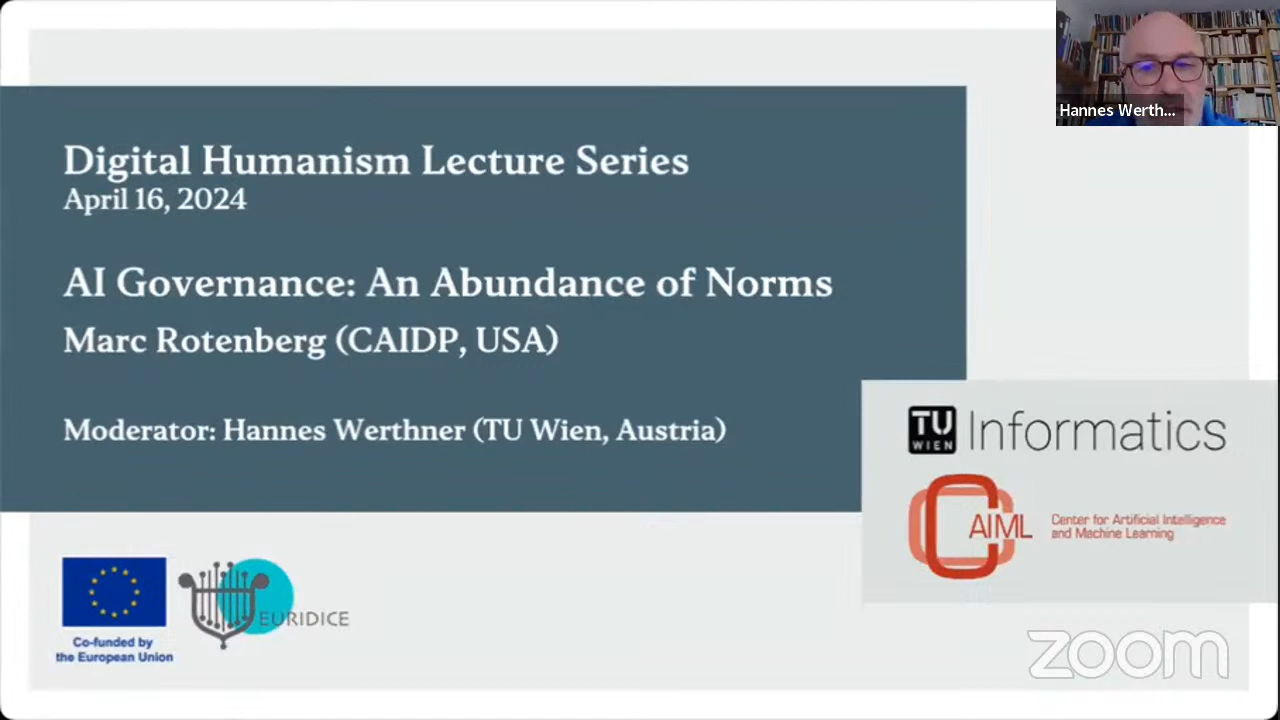 Hannes Werth...
Digital Humanism Lecture Series
April 16, 2024
AI Governance: An Abundance of Norms
Marc Rotenberg (CAIDP, USA)
Moderator: Hannes Werthner (TU Wien, Austria)
TU
WIEN
Informatics
CAIML
Center for Artificial Intelligence
and Machine Learning
EURIDICE
Co-funded by
the European Union
zoom